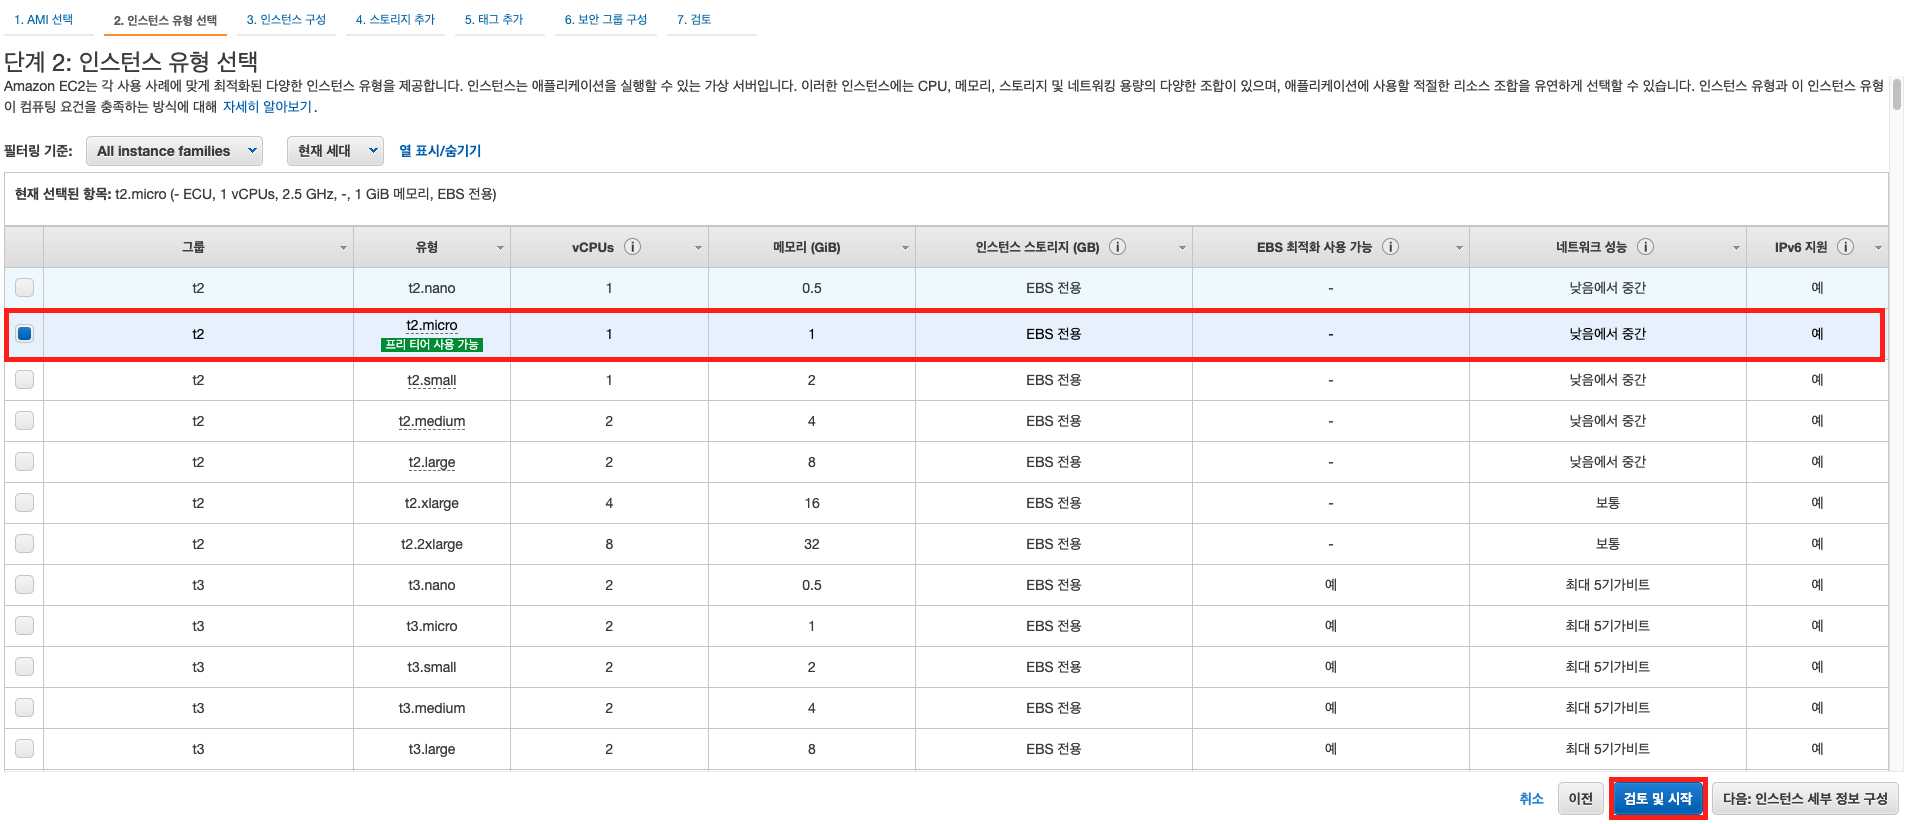 1. AMI 선택 2. 인스턴스 유형 선택 3. 인스턴스 구성 4. 스토리지 추가 5. 태그 추가 6. 보안 그룹 구성 7. 검토
단계 2: 인스턴스 유형 선택
Amazon EC2는 각 사용 사례에 맞게 최적화된 다양한 인스턴스 유형을 제공합니다. 인스턴스는 애플리케이션을 실행할 수 있는 가상 서버입니다. 이러한 인스턴스에는 CPU, 메모리, 스토리지 및 네트워킹 용량의 다양한 조합이 있으며, 애플리케이션에 사용할 적절한 리소스 조합을 유연하게 선택할 수 있습니다. 인스턴스 유형과 이 인스턴스 유형
이 컴퓨팅 요건을 충족하는 방식에 대해 자세히 알아보기.
필터링 기준: All instance families 현재 세대 열 표시/숨기기
현재 선택된 항목: t2.micro (- ECU, 1 vCPUs, 2.5 GHz, -, 1 GiB 메모리, EBS 전용)
그룹 유형 vCPUs i 메모리 (GiB) 인스턴스 스토리지 (GB) i EBS 최적화 사용 가능 i 네트워크 성능 i IPv6 지원 i
t2 t2.nano 1 0.5 EBS 전용 - 낮음에서 중간 예
t2 t2.micro 1 1 EBS 전용 - 낮음에서 중간 예
프리 티어 사용 가능
t2 t2.small 1 2 EBS 전용 - 낮음에서 중간 예
t2 t2.medium 2 4 EBS 전용 - 낮음에서 중간 예
t2 t2.large 2 8 EBS 전용 - 낮음에서 중간 예
t2 t2.xlarge 4 16 EBS 전용 - 보통 예
t2 t2.2xlarge 8 32 EBS 전용 - 보통 예
t3 t3.nano 2 0.5 EBS 전용 예 최대 5기가비트 예
t3 t3.micro 2 1 EBS 전용 예 최대 5기가비트 예
t3 t3.small 2 2 EBS 전용 예 최대 5기가비트 예
t3 t3.medium 2 4 EBS 전용 예 최대 5기가비트 예
t3 t3.large 2 8 EBS 전용 예 최대 5기가비트 예
취소 이전 검토 및 시작 다음: 인스턴스 세부 정보 구성